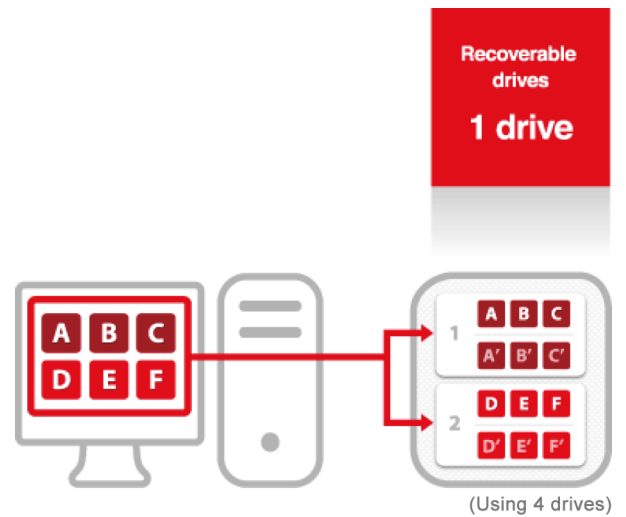 Recoverable
drives
1 drive
A B C
D E F
1
A B C
A′ B′ C′
2
D E F
D′ E′ F′
(Using 4 drives)